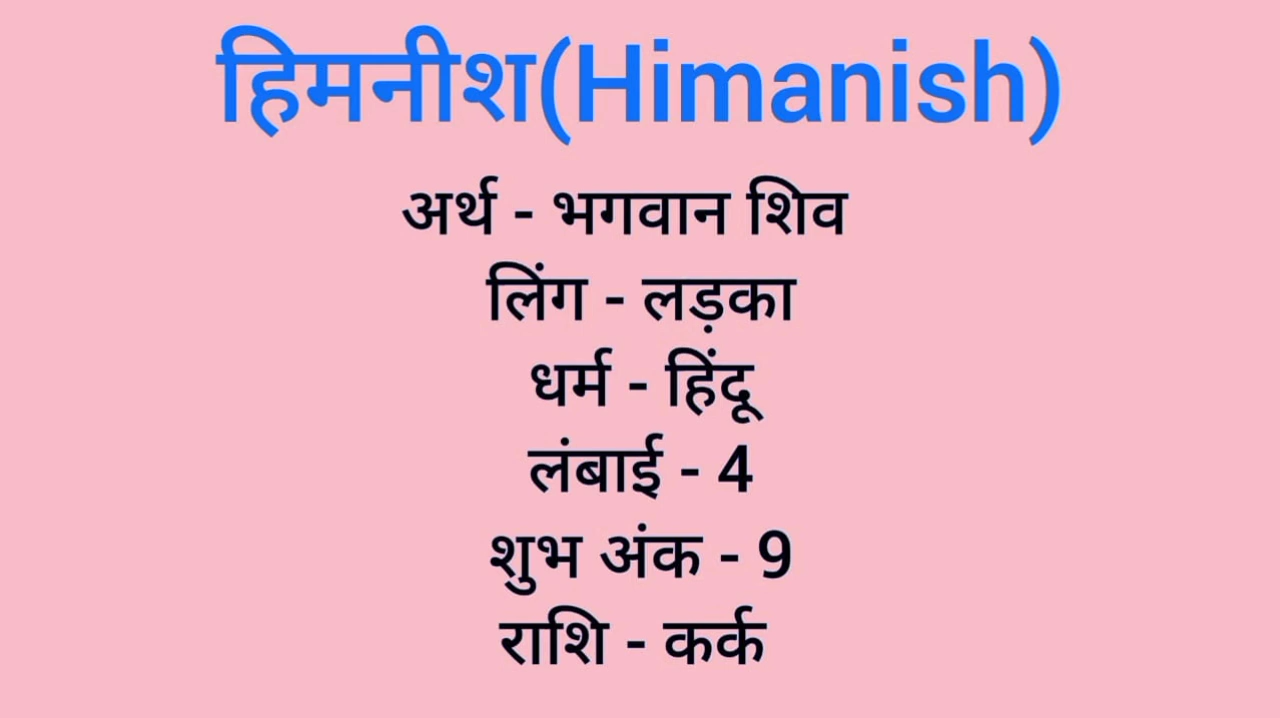 हिमनीश(Himanish)
अर्थ - भगवान शिव
लिंग - लड़का
धर्म - हिंदू
लंबाई - 4
शुभ अंक - 9
राशि - कर्क